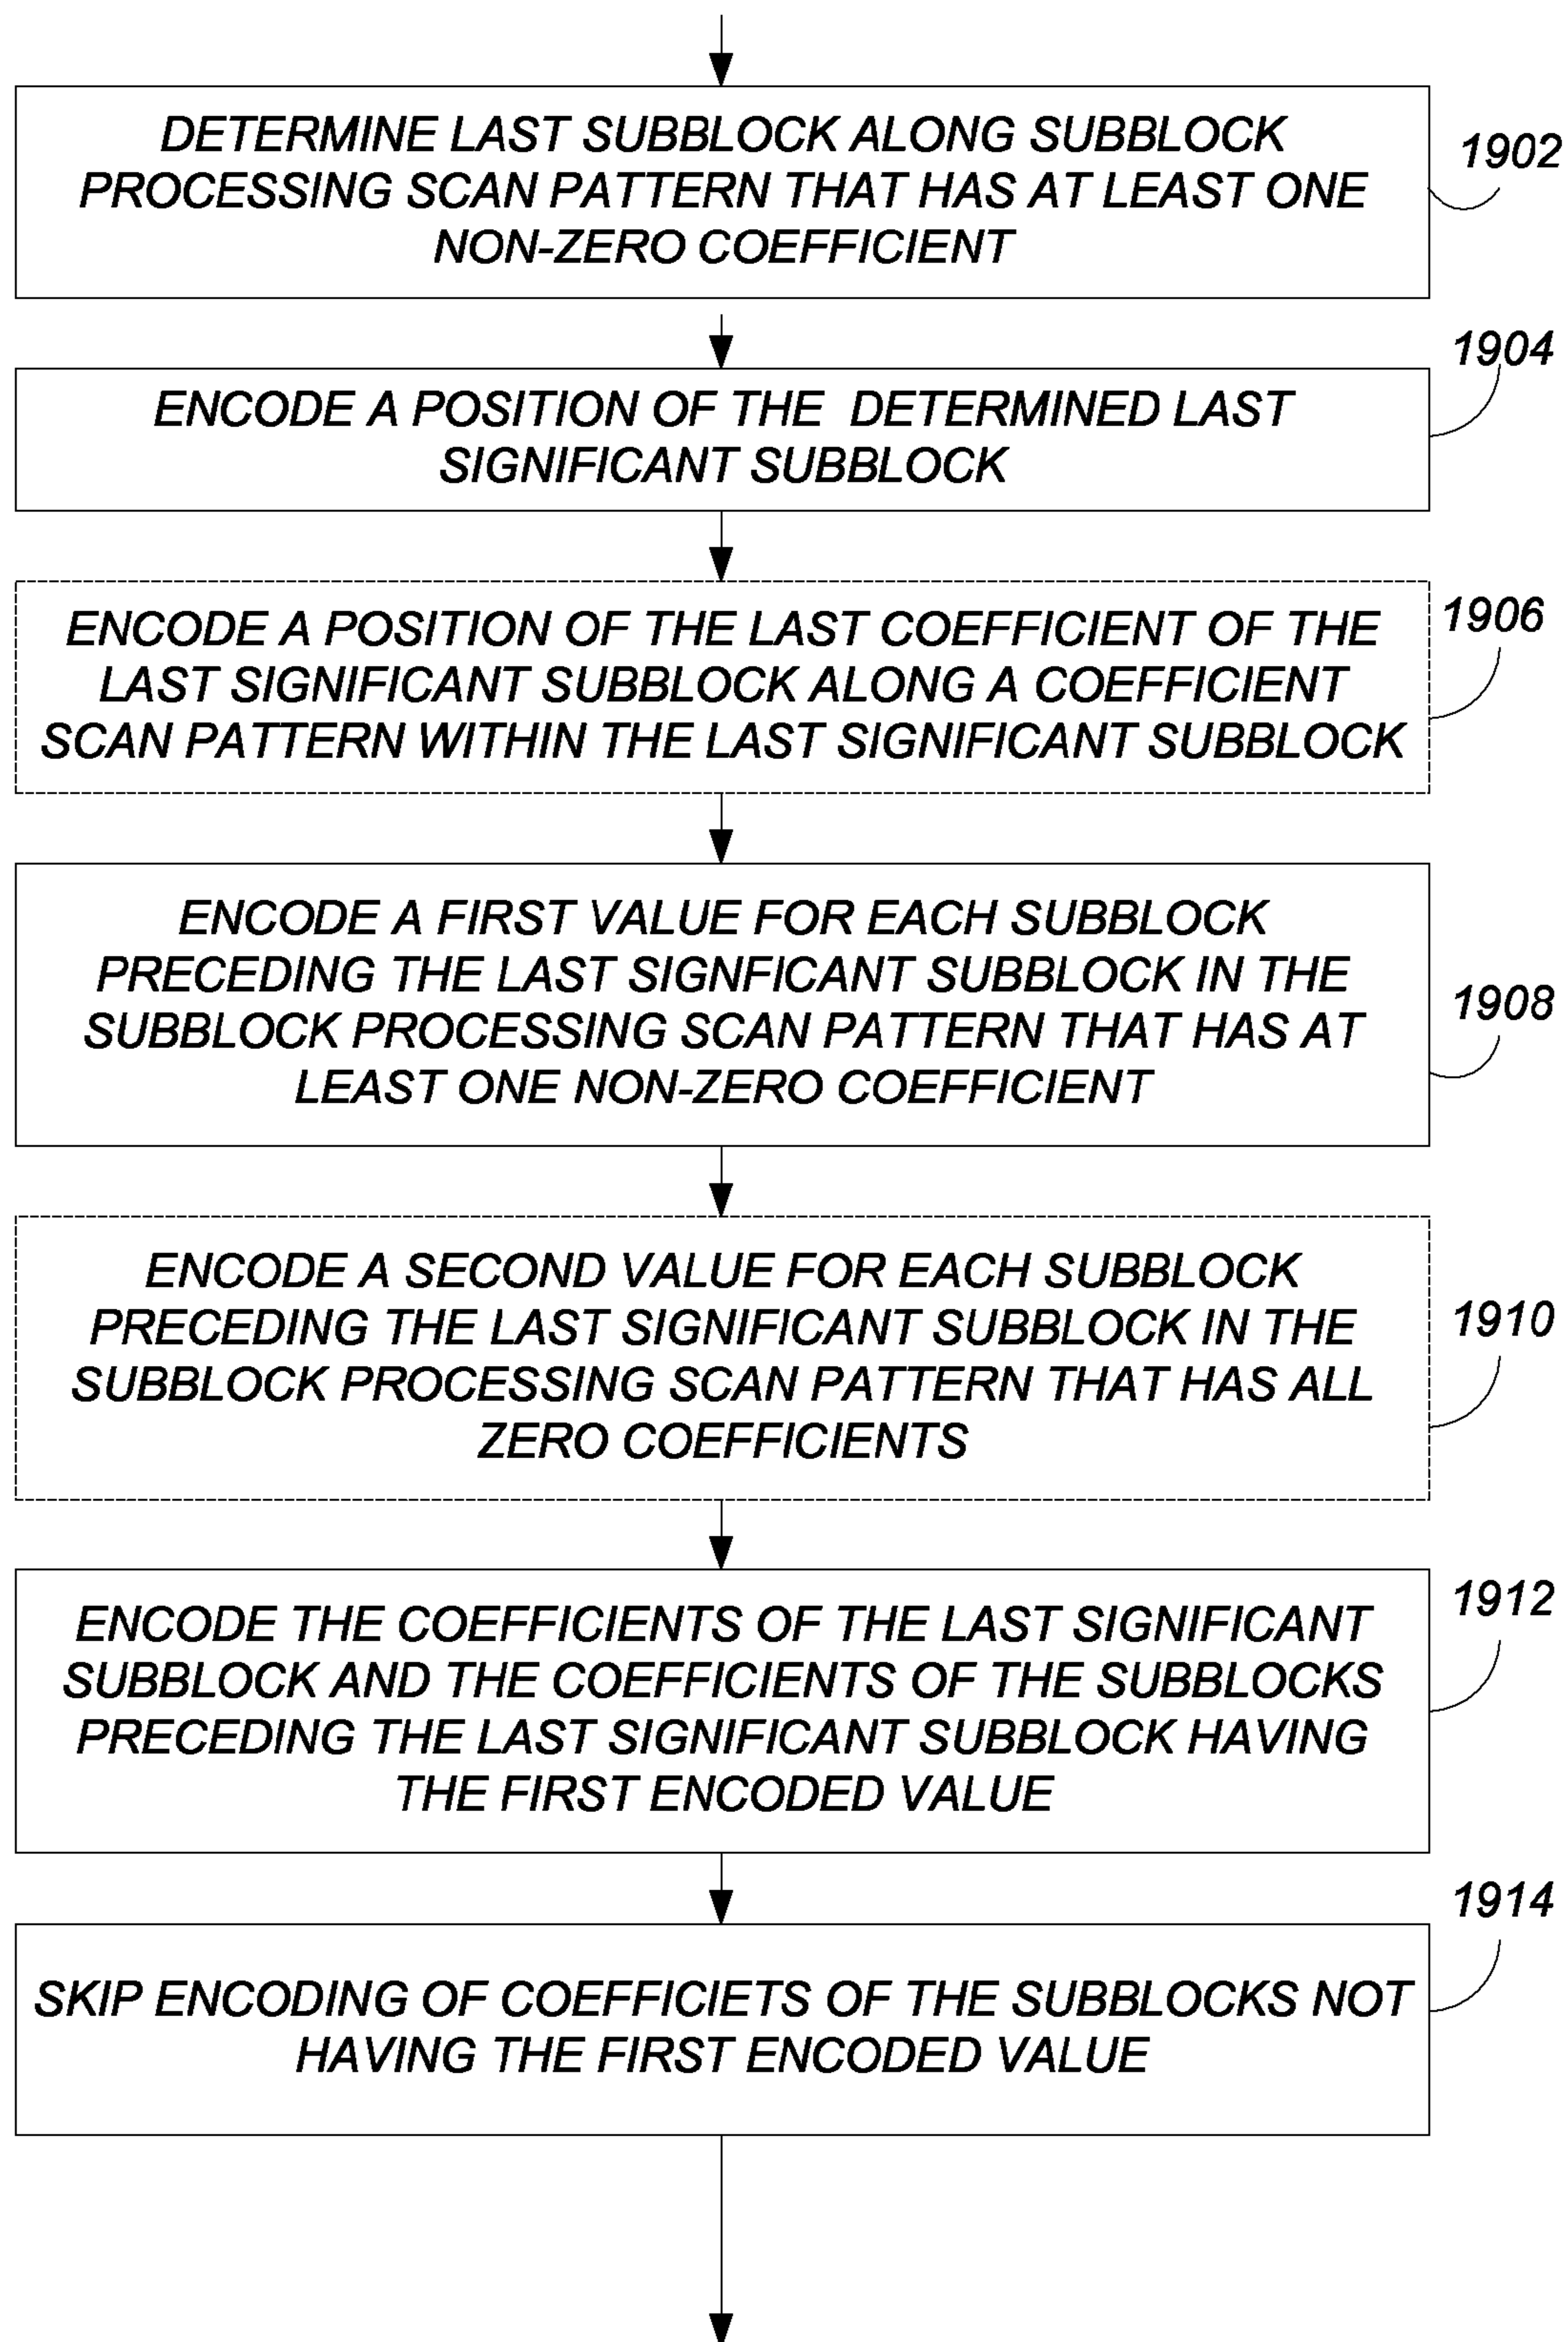 DETERMINE LAST SUBBLOCK ALONG SUBBLOCK
PROCESSING SCAN PATTERN THAT HAS AT LEAST ONE
NON-ZERO COEFFICIENT
1902
ENCODE A POSITION OF THE DETERMINED LAST
SIGNIFICANT SUBBLOCK
1904
ENCODE A POSITION OF THE LAST COEFFICIENT OF THE
LAST SIGNIFICANT SUBBLOCK ALONG A COEFFICIENT
SCAN PATTERN WITHIN THE LAST SIGNIFICANT SUBBLOCK
1906
ENCODE A FIRST VALUE FOR EACH SUBBLOCK
PRECEDING THE LAST SIGNFICANT SUBBLOCK IN THE
SUBBLOCK PROCESSING SCAN PATTERN THAT HAS AT
LEAST ONE NON-ZERO COEFFICIENT
1908
ENCODE A SECOND VALUE FOR EACH SUBBLOCK
PRECEDING THE LAST SIGNIFICANT SUBBLOCK IN THE
SUBBLOCK PROCESSING SCAN PATTERN THAT HAS ALL
ZERO COEFFICIENTS
1910
ENCODE THE COEFFICIENTS OF THE LAST SIGNIFICANT
SUBBLOCK AND THE COEFFICIENTS OF THE SUBBLOCKS
PRECEDING THE LAST SIGNIFICANT SUBBLOCK HAVING
THE FIRST ENCODED VALUE
1912
SKIP ENCODING OF COEFFICIETS OF THE SUBBLOCKS NOT
HAVING THE FIRST ENCODED VALUE
1914